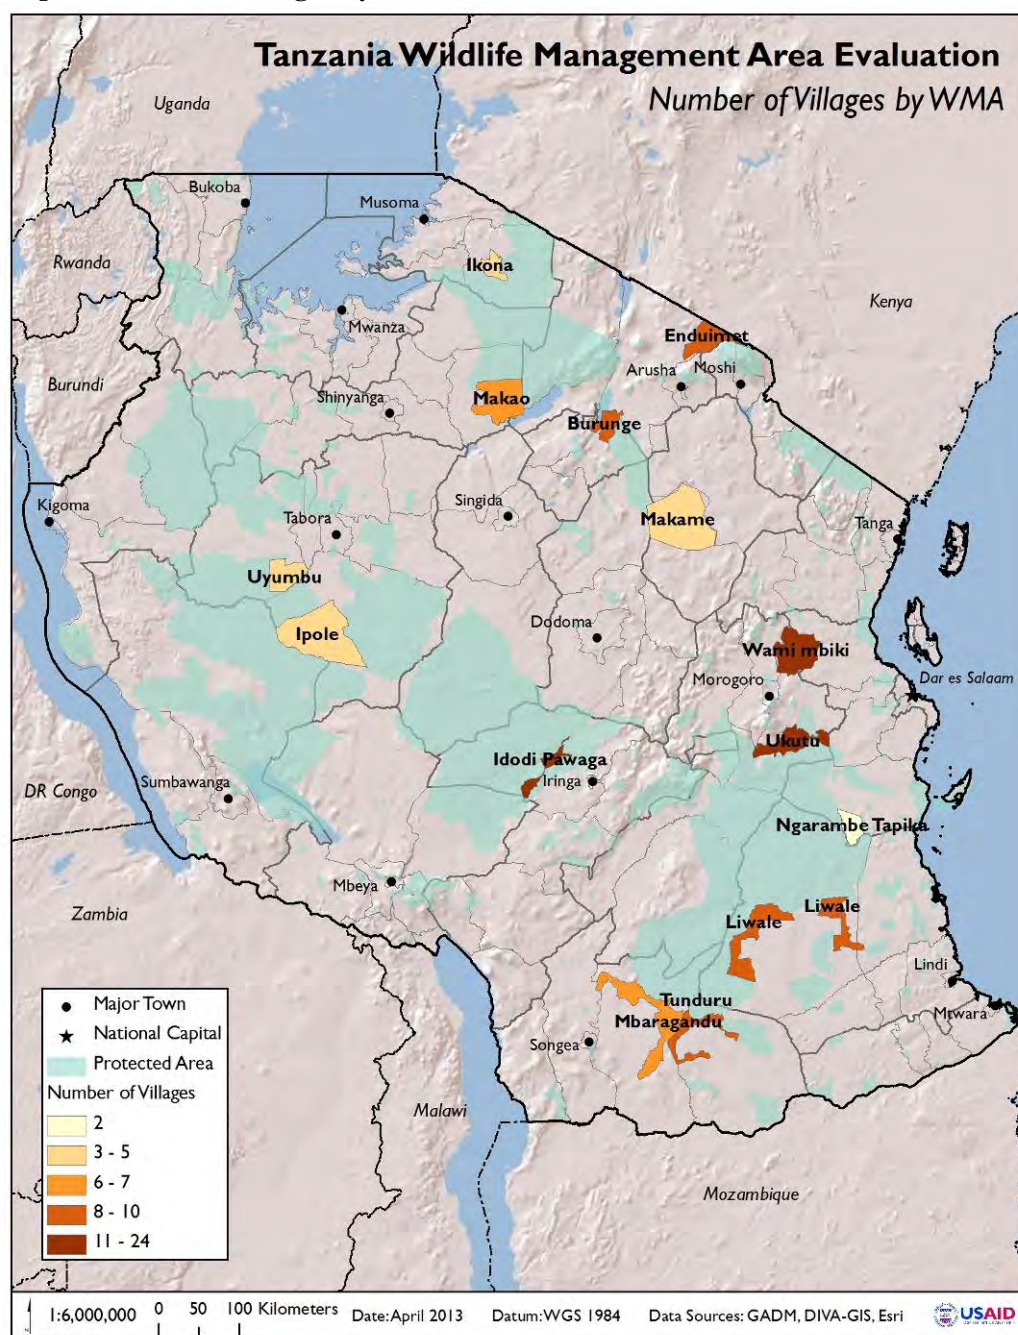 Tanzania Wildlife Management Area Evaluation
Number of Villages by WMA
Uganda
Bukoba
Musoma
Rwanda
Ikona
Kenya
Mwanza
Enduimet
Burundi
Arusha
Moshi
Shinyanga
Makao
Burunge
Kigoma
Singida
Tabora
Makame
Tanga
Uyumbu
Ipole
Dodoma
Wami mbiki
Morogoro
Dar es Salaam
Ukutu
Idodi Pawaga
Iringa
Sumbawanga
DR Congo
Ngarambe Tapika
Mbeya
Zambia
Liwale
Liwale
Lindi
Tunduru
Mbaragandu
Mtwara
Songea
Malawi
Mozambique
Major Town
National Capital
Protected Area
Number of Villages
2
3 - 5
6 - 7
8 - 10
11 - 24
1:6,000,000
0 50 100 Kilometers
Date: April 2013
Datum: WGS 1984
Data Sources: GADM, DIVA-GIS, Esri
USAID